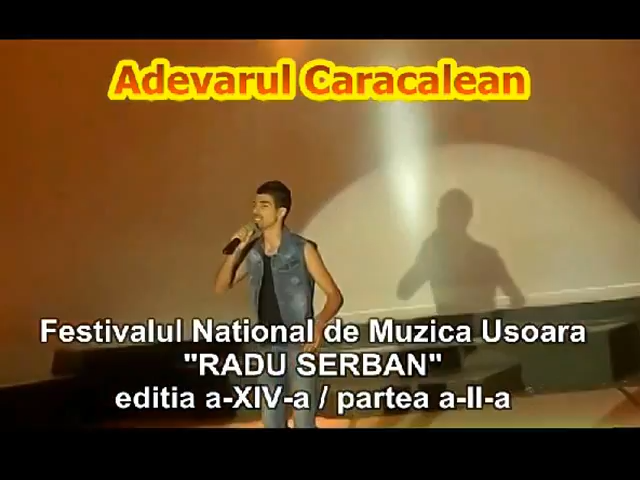 Adevarul Caracalean
Festivalul National de Muzica Usoara
"RADU SERBAN"
editia a-XIV-a / partea a-II-a